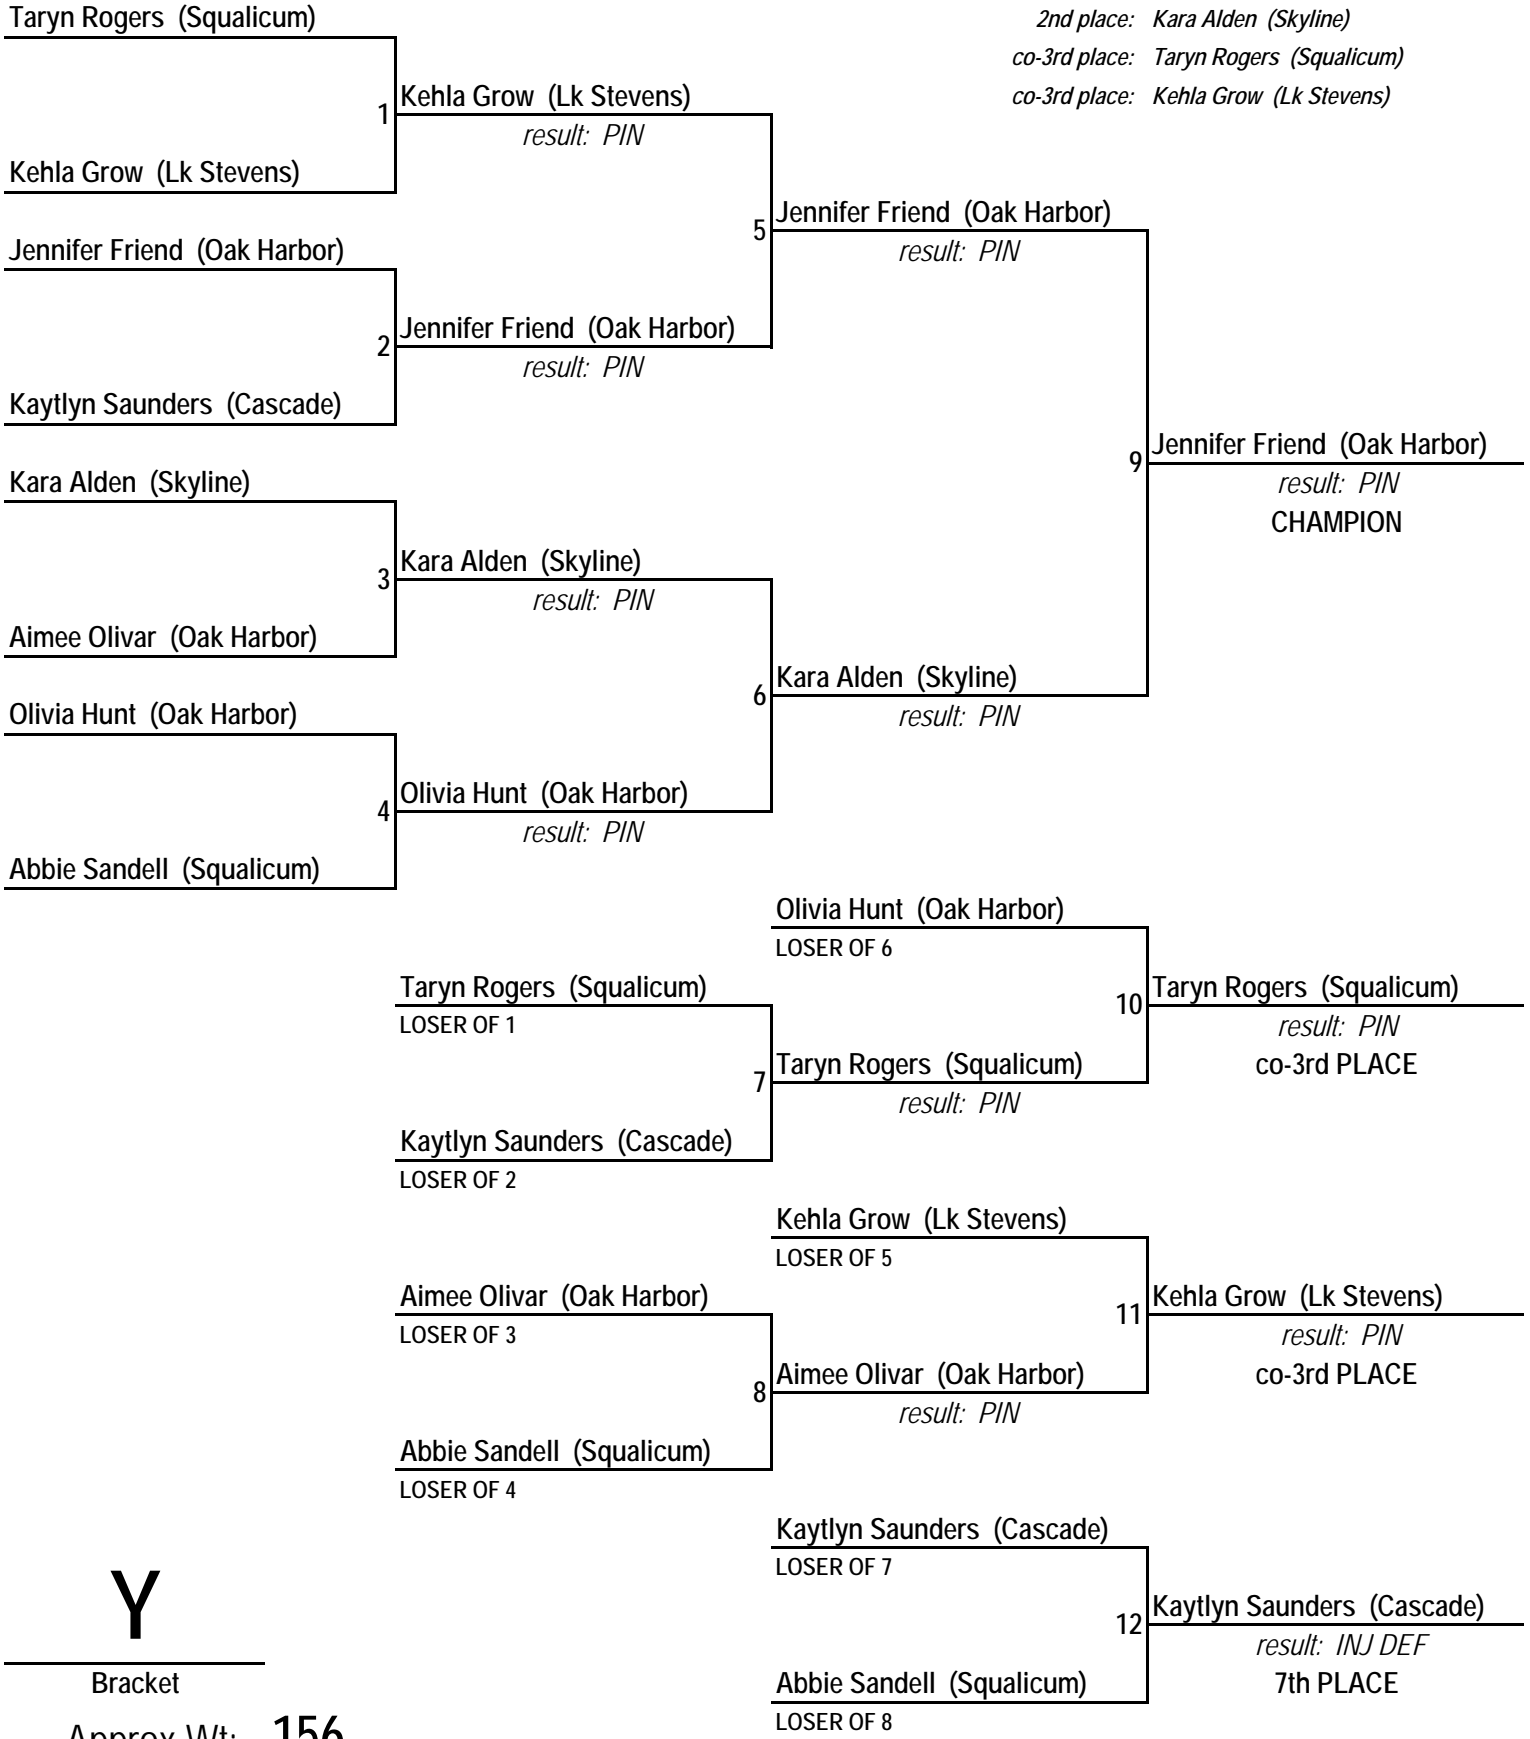 Taryn Rogers (Squalicum)
2nd place: Kara Alden (Skyline)
co-3rd place: Taryn Rogers (Squalicum)
co-3rd place: Kehla Grow (Lk Stevens)
1
Kehla Grow (Lk Stevens)
result: PIN
Kehla Grow (Lk Stevens)
5
Jennifer Friend (Oak Harbor)
result: PIN
Jennifer Friend (Oak Harbor)
2
Jennifer Friend (Oak Harbor)
result: PIN
Kaytlyn Saunders (Cascade)
9
Jennifer Friend (Oak Harbor)
result: PIN
CHAMPION
Kara Alden (Skyline)
3
Kara Alden (Skyline)
result: PIN
Aimee Olivar (Oak Harbor)
6
Kara Alden (Skyline)
result: PIN
Olivia Hunt (Oak Harbor)
4
Olivia Hunt (Oak Harbor)
result: PIN
Abbie Sandell (Squalicum)
Olivia Hunt (Oak Harbor)
LOSER OF 6
Taryn Rogers (Squalicum)
LOSER OF 1
10
Taryn Rogers (Squalicum)
result: PIN
co-3rd PLACE
7
Taryn Rogers (Squalicum)
result: PIN
Kaytlyn Saunders (Cascade)
LOSER OF 2
Kehla Grow (Lk Stevens)
LOSER OF 5
Aimee Olivar (Oak Harbor)
LOSER OF 3
11
Kehla Grow (Lk Stevens)
result: PIN
co-3rd PLACE
8
Aimee Olivar (Oak Harbor)
result: PIN
Abbie Sandell (Squalicum)
LOSER OF 4
Kaytlyn Saunders (Cascade)
LOSER OF 7
12
Kaytlyn Saunders (Cascade)
result: INJ DEF
7th PLACE
Abbie Sandell (Squalicum)
LOSER OF 8
Y
Bracket
Approx Wt: 156